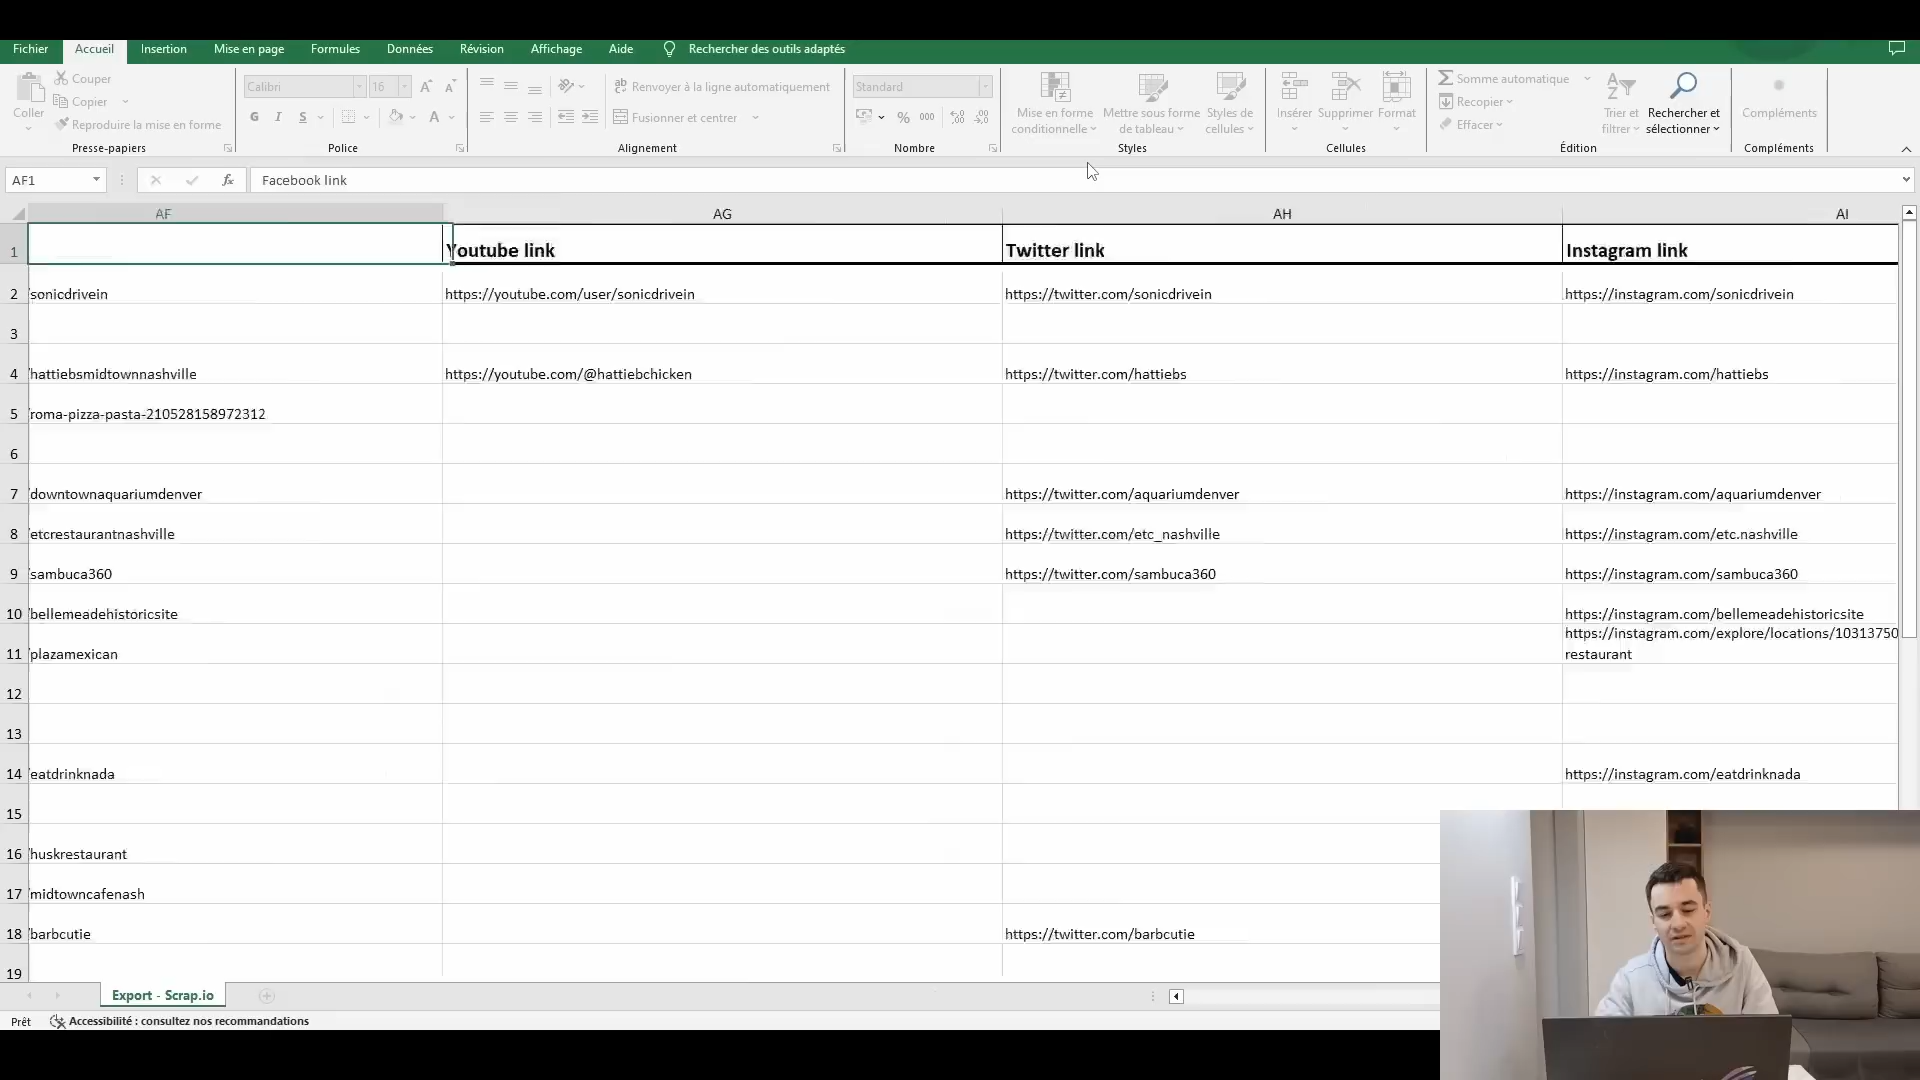 Fichier Accueil Insertion Mise en page Formules Données Révision Affichage Aide Rechercher des outils adaptés
Coller
Couper
Copier
Reproduire la mise en forme
Presse-papiers
Calibri 16
G I S
Police
Renvoyer à la ligne automatiquement
Fusionner et centrer
Alignement
Standard
% 000
Nombre
Mise en forme conditionnelle
Mettre sous forme de tableau
Styles de cellules
Styles
Insérer Supprimer Format
Cellules
Somme automatique
Recopier
Effacer
Trier et filtrer
Rechercher et sélectionner
Édition
Compléments
Compléments
AF1 fx Facebook link
AF AG AH AI
1 Youtube link Twitter link Instagram link
2 /sonicdrivein https://youtube.com/user/sonicdrivein https://twitter.com/sonicdrivein https://instagram.com/sonicdrivein
3
4 /hattiebsmidtownnashville https://youtube.com/@hattiebchicken https://twitter.com/hattiebs https://instagram.com/hattiebs
5 /roma-pizza-pasta-210528158972312
6
7 /downtownaquariumdenver https://twitter.com/aquariumdenver https://instagram.com/aquariumdenver
8 /etcrestaurantnashville https://twitter.com/etc_nashville https://instagram.com/etc.nashville
9 /sambuca360 https://twitter.com/sambuca360 https://instagram.com/sambuca360
10 /bellemeadehistoricsite https://instagram.com/bellemeadehistoricsite
https://instagram.com/explore/locations/10313750
11 /plazamexican restaurant
12
13
14 /eatdrinknada https://instagram.com/eatdrinknada
15
16 /huskrestaurant
17 /midtowncafenash
18 /barbcutie https://twitter.com/barbcutie
19
Export - Scrap.io
Prêt Accessibilité : consultez nos recommandations